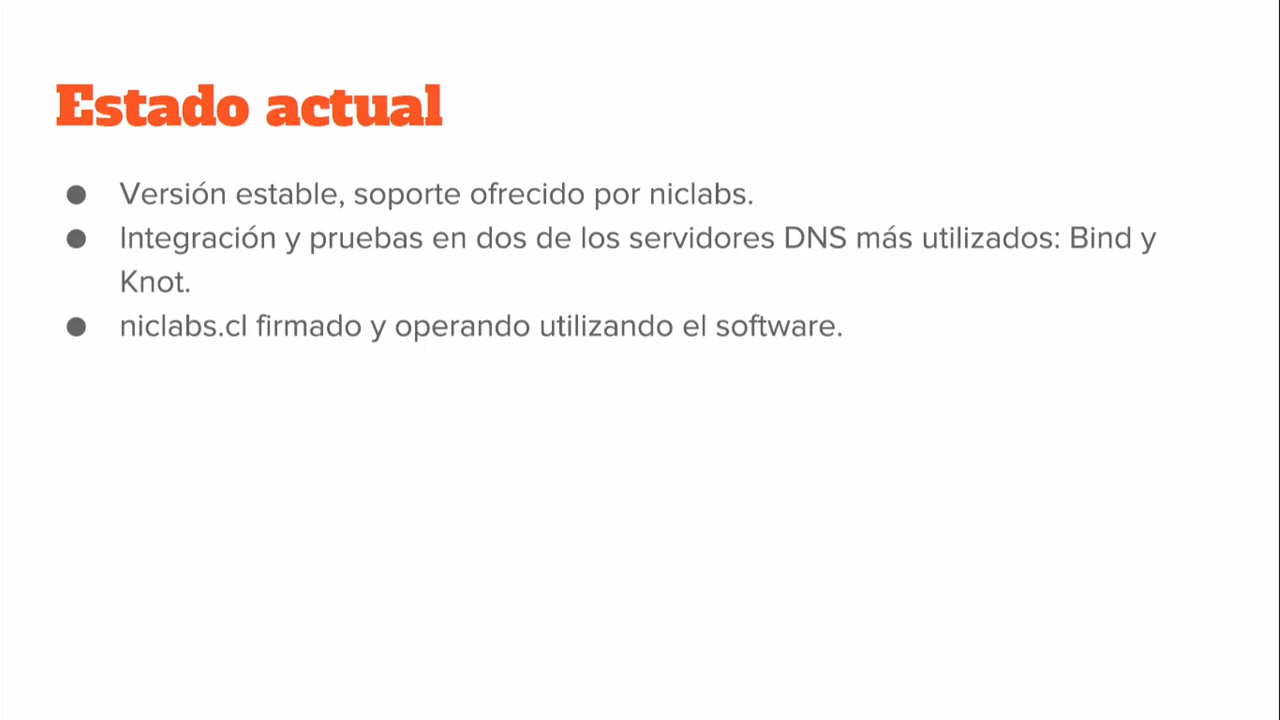 Estado actual
● Versión estable, soporte ofrecido por niclabs.
● Integración y pruebas en dos de los servidores DNS más utilizados: Bind y
Knot.
● niclabs.cl firmado y operando utilizando el software.